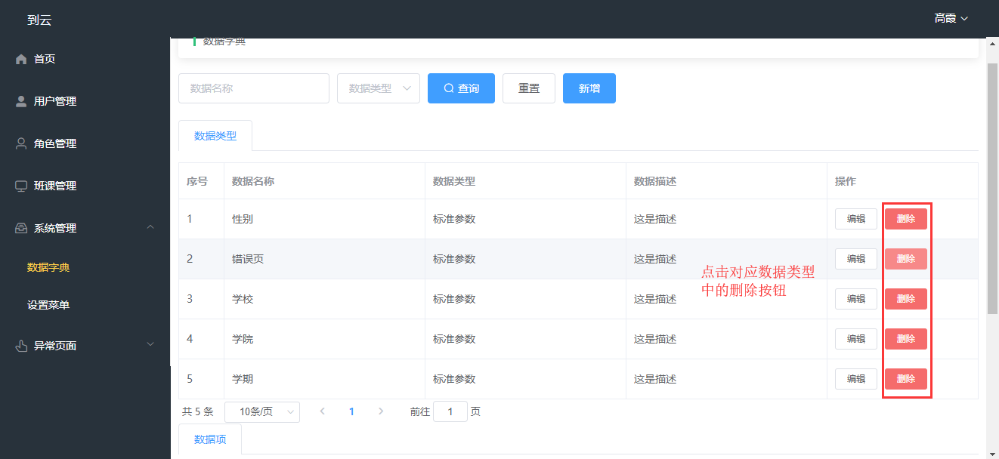 到云
高霞
首页
用户管理
角色管理
班课管理
系统管理
数据字典
设置菜单
异常页面
数据字典
数据名称 数据类型 查询 重置 新增
数据类型
序号 数据名称 数据类型 数据描述 操作
1 性别 标准参数 这是描述 编辑 删除
2 错误页 标准参数 这是描述 编辑 删除
3 学校 标准参数 这是描述 编辑 删除
4 学院 标准参数 这是描述 编辑 删除
5 学期 标准参数 这是描述 编辑 删除
点击对应数据类型
中的删除按钮
共 5 条 10条/页 1 前往 1 页
数据项